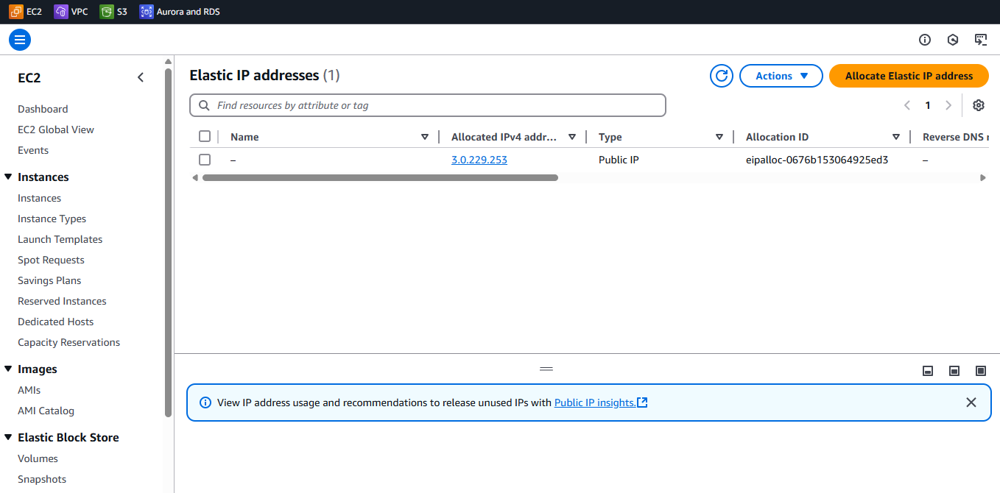 EC2 VPC S3 Aurora and RDS
EC2
Dashboard
EC2 Global View
Events
Instances
Instances
Instance Types
Launch Templates
Spot Requests
Savings Plans
Reserved Instances
Dedicated Hosts
Capacity Reservations
Images
AMIs
AMI Catalog
Elastic Block Store
Volumes
Snapshots
Elastic IP addresses (1)
Actions
Allocate Elastic IP address
Find resources by attribute or tag
1
Name Allocated IPv4 addr... Type Allocation ID Reverse DNS
– 3.0.229.253 Public IP eipalloc-0676b153064925ed3 –
View IP address usage and recommendations to release unused IPs with Public IP insights.